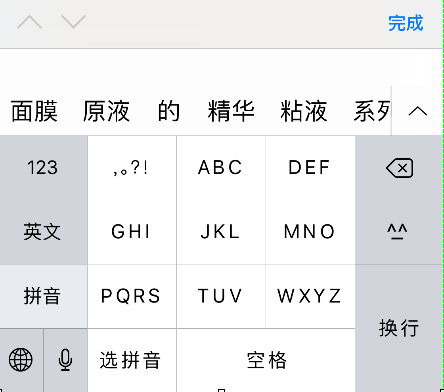 完成
面膜 原液 的 精华 粘液 系列
123 ,。?! ABC DEF
英文 GHI JKL MNO ^^
拼音 PQRS TUV WXYZ
换行
选拼音 空格